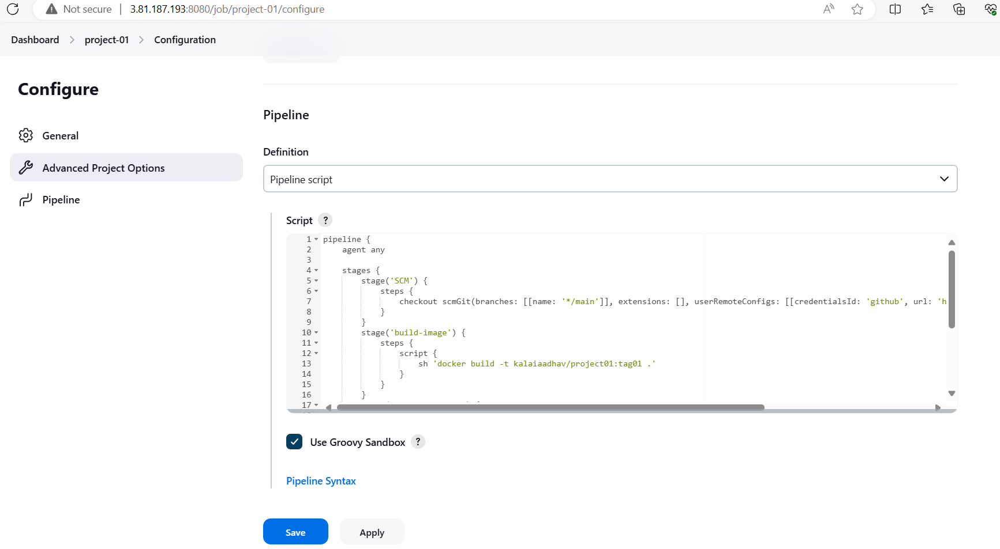 Not secure | 3.81.187.193:8080/job/project-01/configure
Dashboard > project-01 > Configuration
Configure
General
Advanced Project Options
Pipeline
Pipeline
Definition
Pipeline script
Script ?
1 pipeline {
2     agent any
3
4     stages {
5         stage('SCM') {
6             steps {
7                 checkout scmGit(branches: [[name: '*/main']], extensions: [], userRemoteConfigs: [[credentialsId: 'github', url: 'h
8             }
9         }
10         stage('build-image') {
11             steps {
12                 script {
13                     sh 'docker build -t kalaiaadhav/project01:tag01 .'
14                 }
15             }
16         }
17
Use Groovy Sandbox ?
Pipeline Syntax
Save
Apply